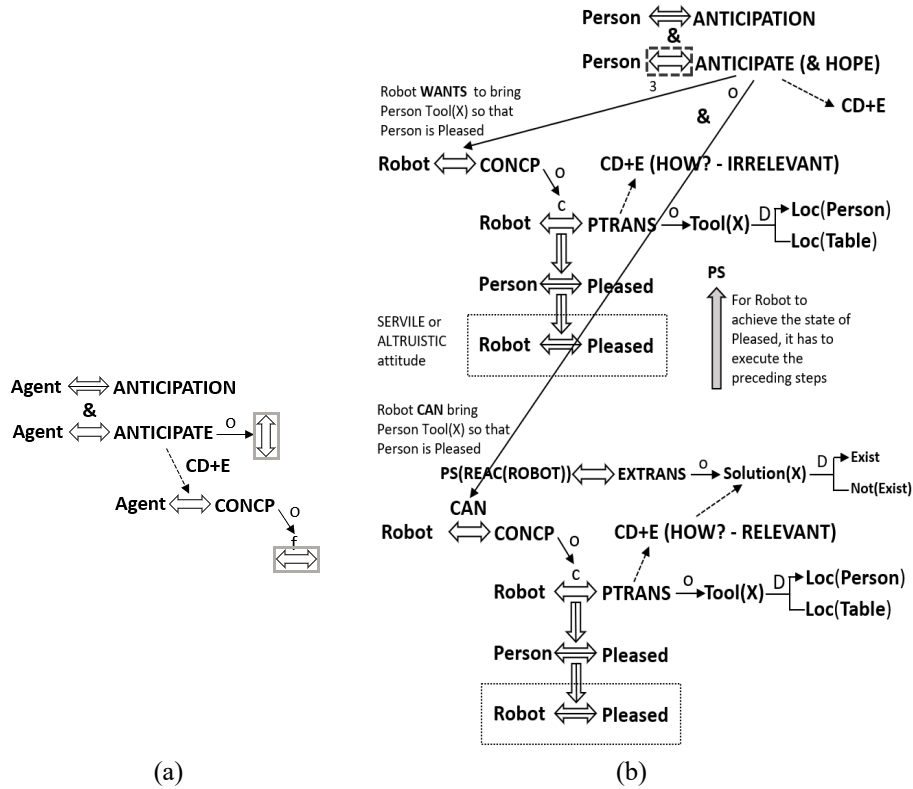 Agent ANTICIPATION
&
Agent ANTICIPATE O
CD+E
Agent CONCP
O
f
(a)
Person ANTICIPATION
&
Person ANTICIPATE (& HOPE)
3
O
CD+E
&
Robot WANTS to bring
Person Tool(X) so that
Person is Pleased
Robot CONCP
O
CD+E (HOW? - IRRELEVANT)
c
Robot PTRANS O Tool(X) D Loc(Person)
Loc(Table)
Person Pleased
SERVILE or
ALTRUISTIC
attitude
Robot Pleased
PS
For Robot to
achieve the state of
Pleased, it has to
execute the
preceding steps
Robot CAN bring
Person Tool(X) so that
Person is Pleased
PS(REAC(ROBOT)) EXTRANS o Solution(X) D Exist
Not(Exist)
CAN
Robot CONCP
O
CD+E (HOW? - RELEVANT)
c
Robot PTRANS O Tool(X) D Loc(Person)
Loc(Table)
Person Pleased
Robot Pleased
(b)